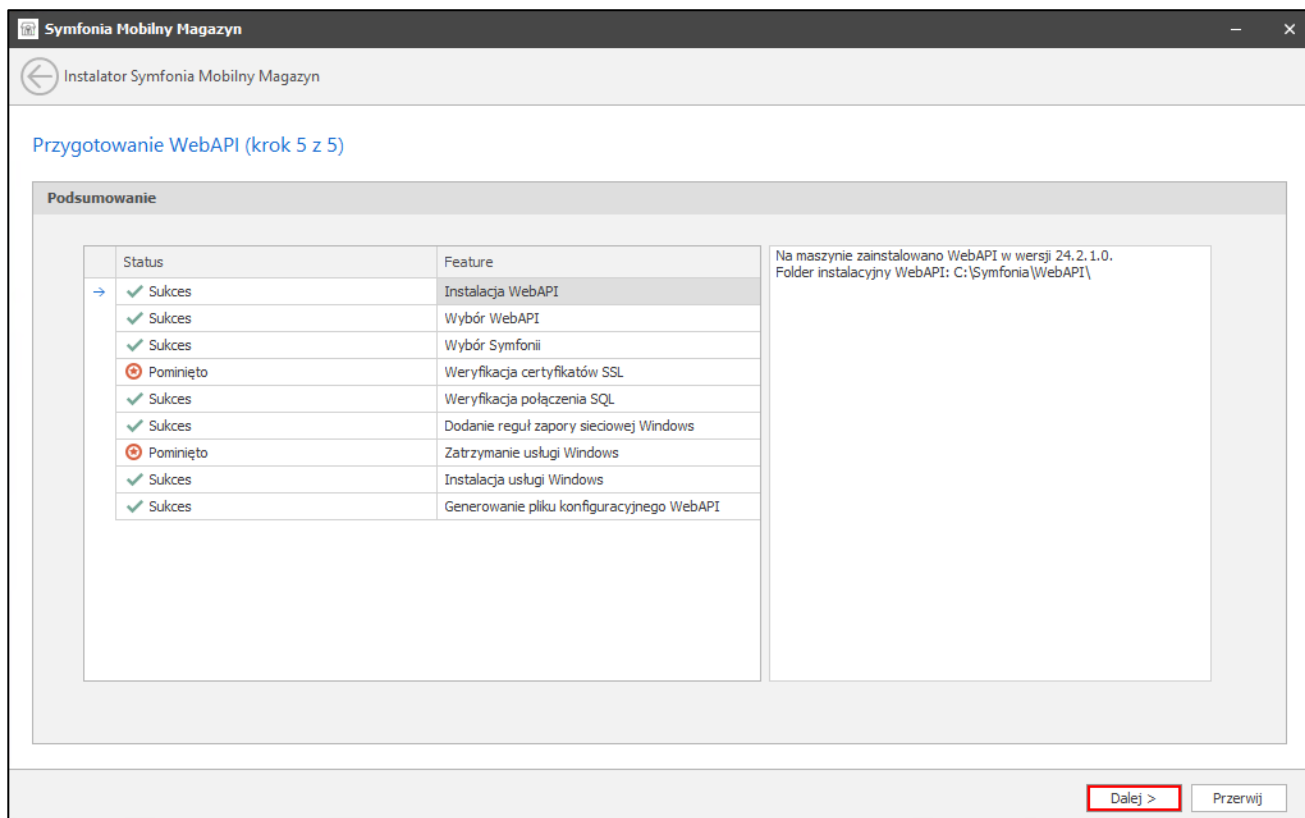 Symfonia Mobilny Magazyn
Instalator Symfonia Mobilny Magazyn
Przygotowanie WebAPI (krok 5 z 5)
Podsumowanie
Status Feature
Sukces Instalacja WebAPI
Sukces Wybór WebAPI
Sukces Wybór Symfonii
Pominięto Weryfikacja certyfikatów SSL
Sukces Weryfikacja połączenia SQL
Sukces Dodanie reguł zapory sieciowej Windows
Pominięto Zatrzymanie usługi Windows
Sukces Instalacja usługi Windows
Sukces Generowanie pliku konfiguracyjnego WebAPI
Na maszynie zainstalowano WebAPI w wersji 24.2.1.0.
Folder instalacyjny WebAPI: C:\Symfonia\WebAPI\
Dalej > Przerwij